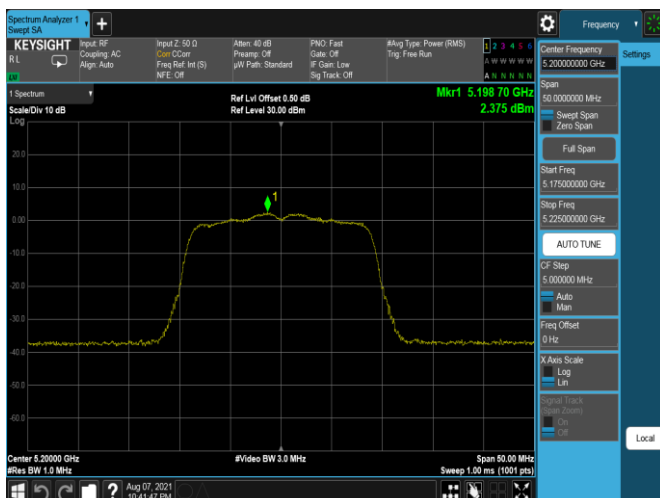 Spectrum Analyzer 1
Swept SA
+
Frequency
KEYSIGHT
R L
Input: RF
Coupling: AC
Align: Auto
Input Z: 50 Ω
Corr CCorr
Freq Ref: Int (S)
NFE: Off
Atten: 40 dB
Preamp: Off
µW Path: Standard
PNO: Fast
Gate: Off
IF Gain: Low
Sig Track: Off
#Avg Type: Power (RMS)
Trig: Free Run
1 2 3 4 5 6
A W W W W W
A N N N N N
1 Spectrum
Scale/Div 10 dB
Log
Ref Lvl Offset 0.50 dB
Ref Level 30.00 dBm
Mkr1 5.198 70 GHz
2.375 dBm
20.0
10.0
0.00
-10.0
-20.0
-30.0
-40.0
-60.0
1
Center 5.20000 GHz
#Res BW 1.0 MHz
#Video BW 3.0 MHz
Span 50.00 MHz
Sweep 1.00 ms (1001 pts)
?
Aug 07, 2021
10:41:47 PM
Center Frequency
5.200000000 GHz
Span
50.0000000 MHz
Swept Span
Zero Span
Full Span
Start Freq
5.175000000 GHz
Stop Freq
5.225000000 GHz
AUTO TUNE
CF Step
5.000000 MHz
Auto
Man
Freq Offset
0 Hz
X Axis Scale
Log
Lin
Signal Track
(Span Zoom)
On
Off
Settings
Local